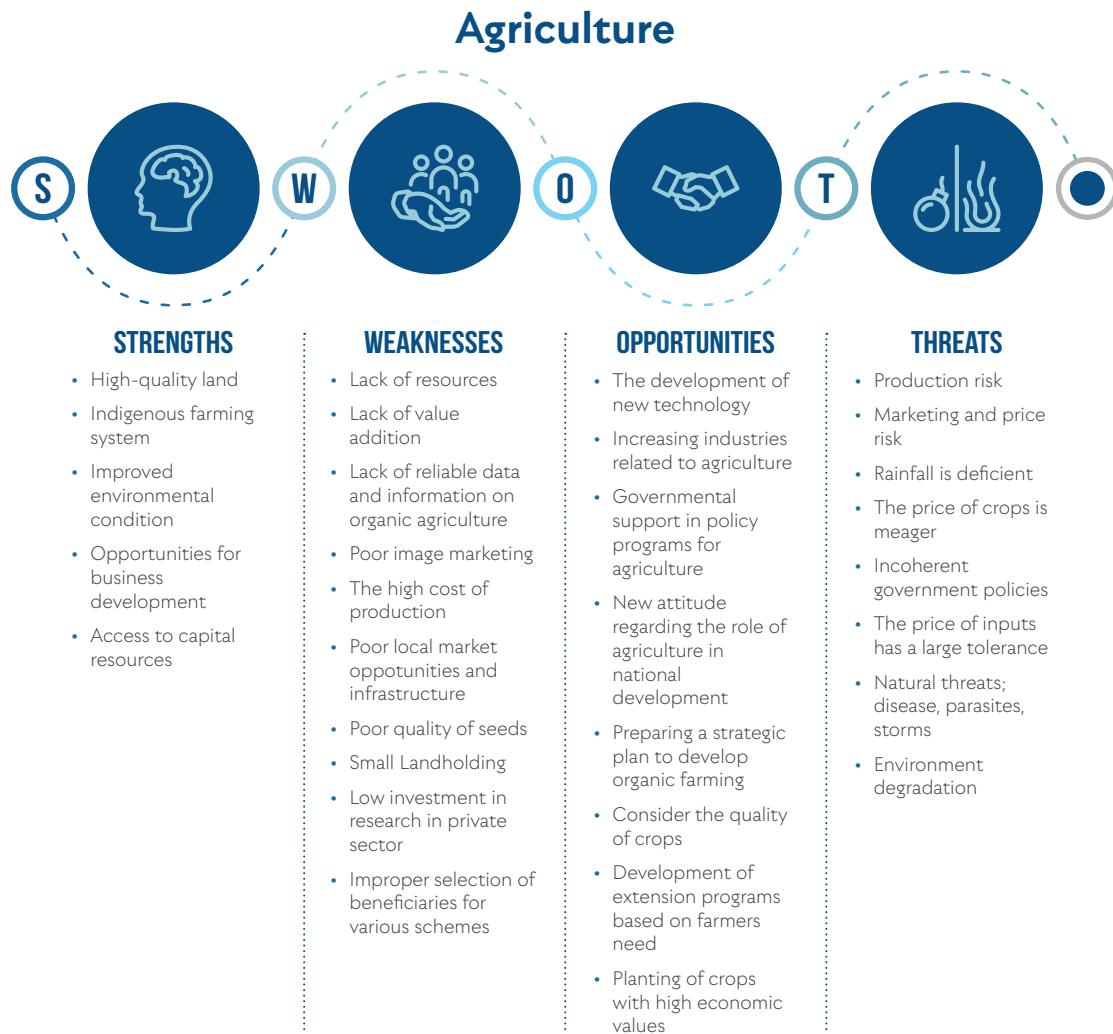 Agriculture
S
W
O
T
STRENGTHS
• High-quality land
• Indigenous farming
system
• Improved
environmental
condition
• Opportunities for
business
development
• Access to capital
resources
WEAKNESSES
• Lack of resources
• Lack of value
addition
• Lack of reliable data
and information on
organic agriculture
• Poor image marketing
• The high cost of
production
• Poor local market
oppotunities and
infrastructure
• Poor quality of seeds
• Small Landholding
• Low investment in
research in private
sector
• Improper selection of
beneficiaries for
various schemes
OPPORTUNITIES
• The development of
new technology
• Increasing industries
related to agriculture
• Governmental
support in policy
programs for
agriculture
• New attitude
regarding the role of
agriculture in
national
development
• Preparing a strategic
plan to develop
organic farming
• Consider the quality
of crops
• Development of
extension programs
based on farmers
need
• Planting of crops
with high economic
values
THREATS
• Production risk
• Marketing and price
risk
• Rainfall is deficient
• The price of crops is
meager
• Incoherent
government policies
• The price of inputs
has a large tolerance
• Natural threats;
disease, parasites,
storms
• Environment
degradation